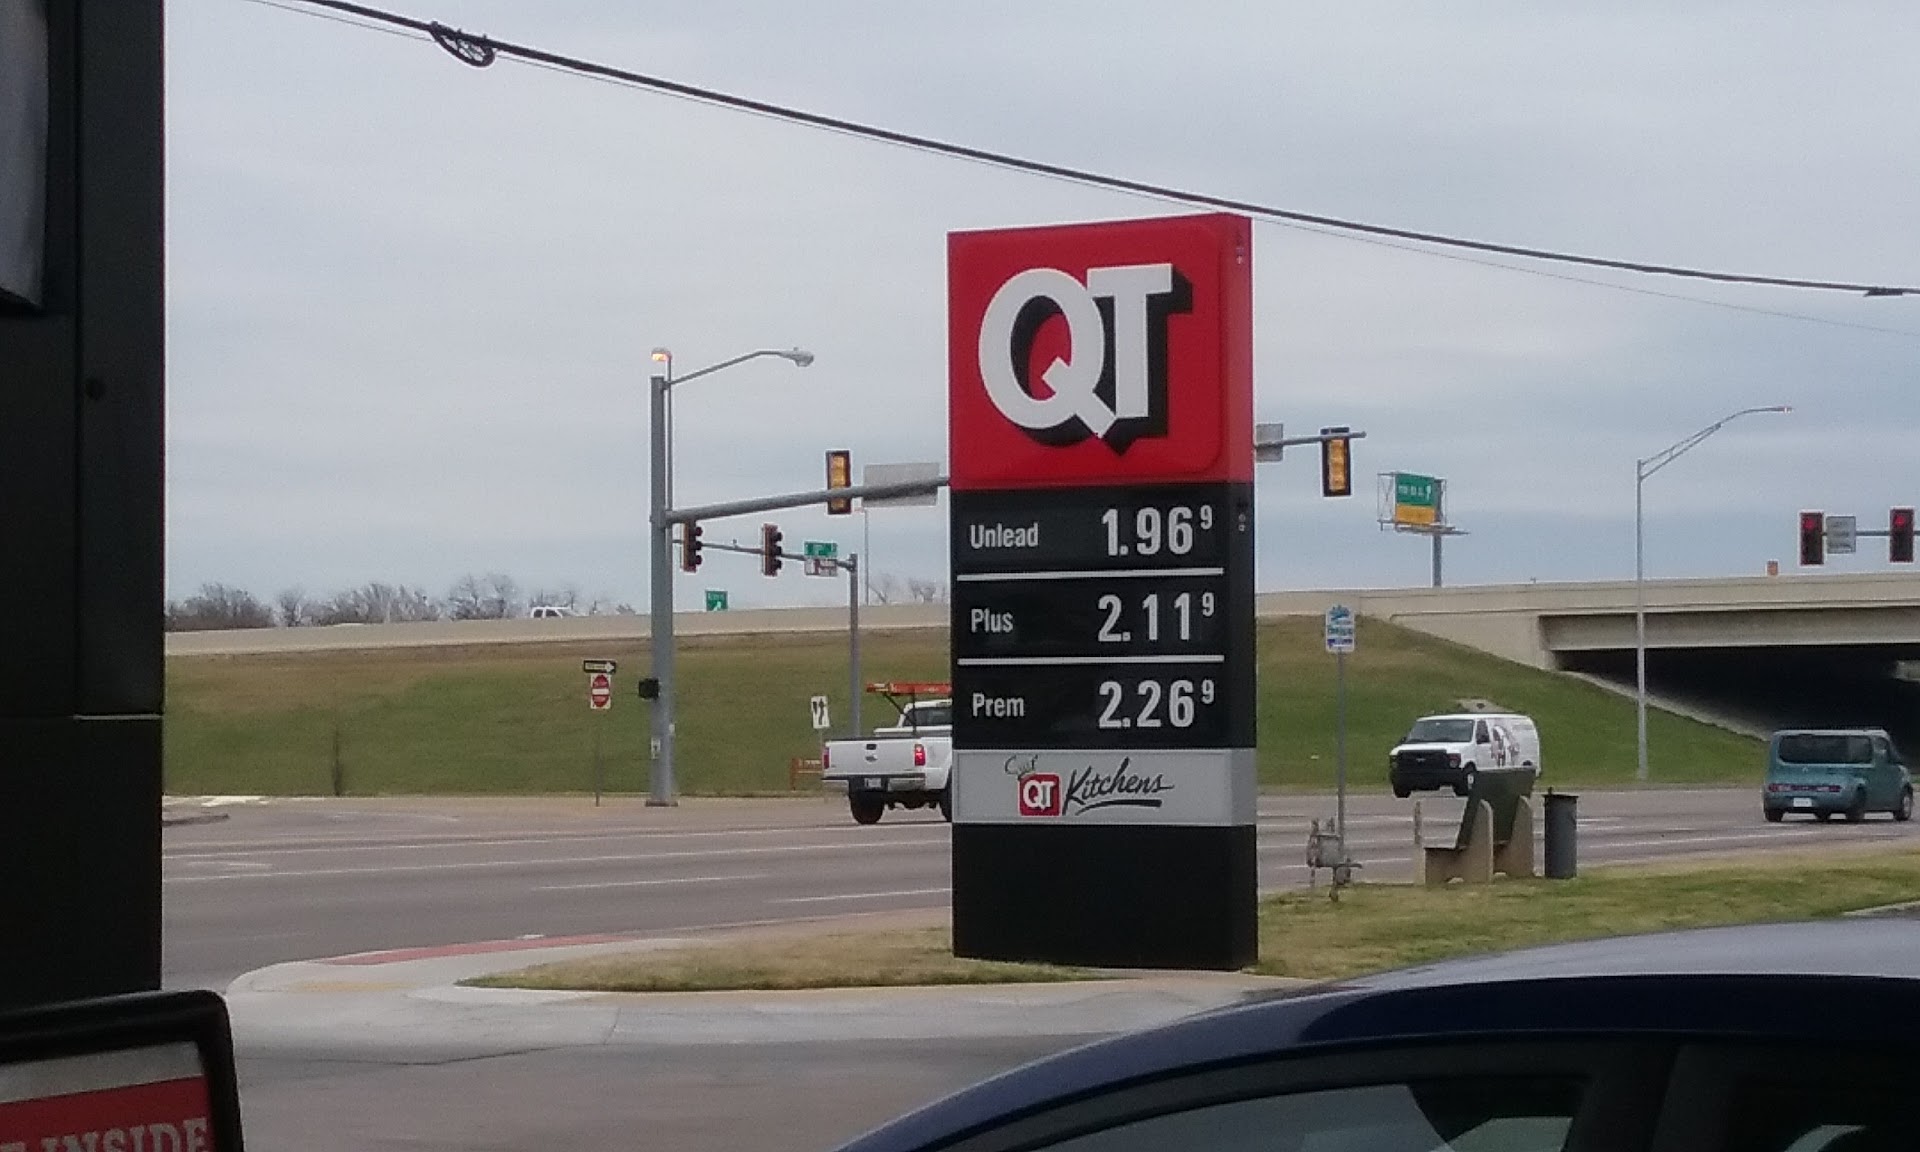 QT
Unlead 1.96 9
Plus 2.11 9
Prem 2.26 9
QT Kitchens
INSIDE